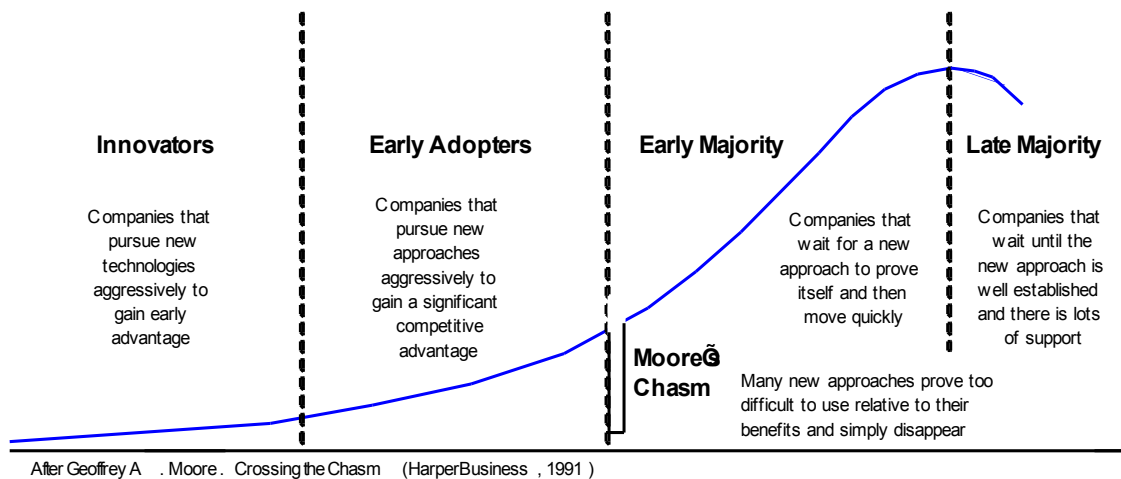 Innovators
Early Adopters
Early Majority
Late Majority
Companies that
pursue new
technologies
aggressively to
gain early
advantage
Companies that
pursue new
approaches
aggressively to
gain a significant
competitive
advantage
Companies that
wait for a new
approach to prove
itself and then
move quickly
Companies that
wait until the
new approach is
well established
and there is lots
of support
MooreÕs
Chasm
Many new approaches prove too
difficult to use relative to their
benefits and simply disappear
After Geoffrey A . Moore . Crossing the Chasm (HarperBusiness , 1991 )